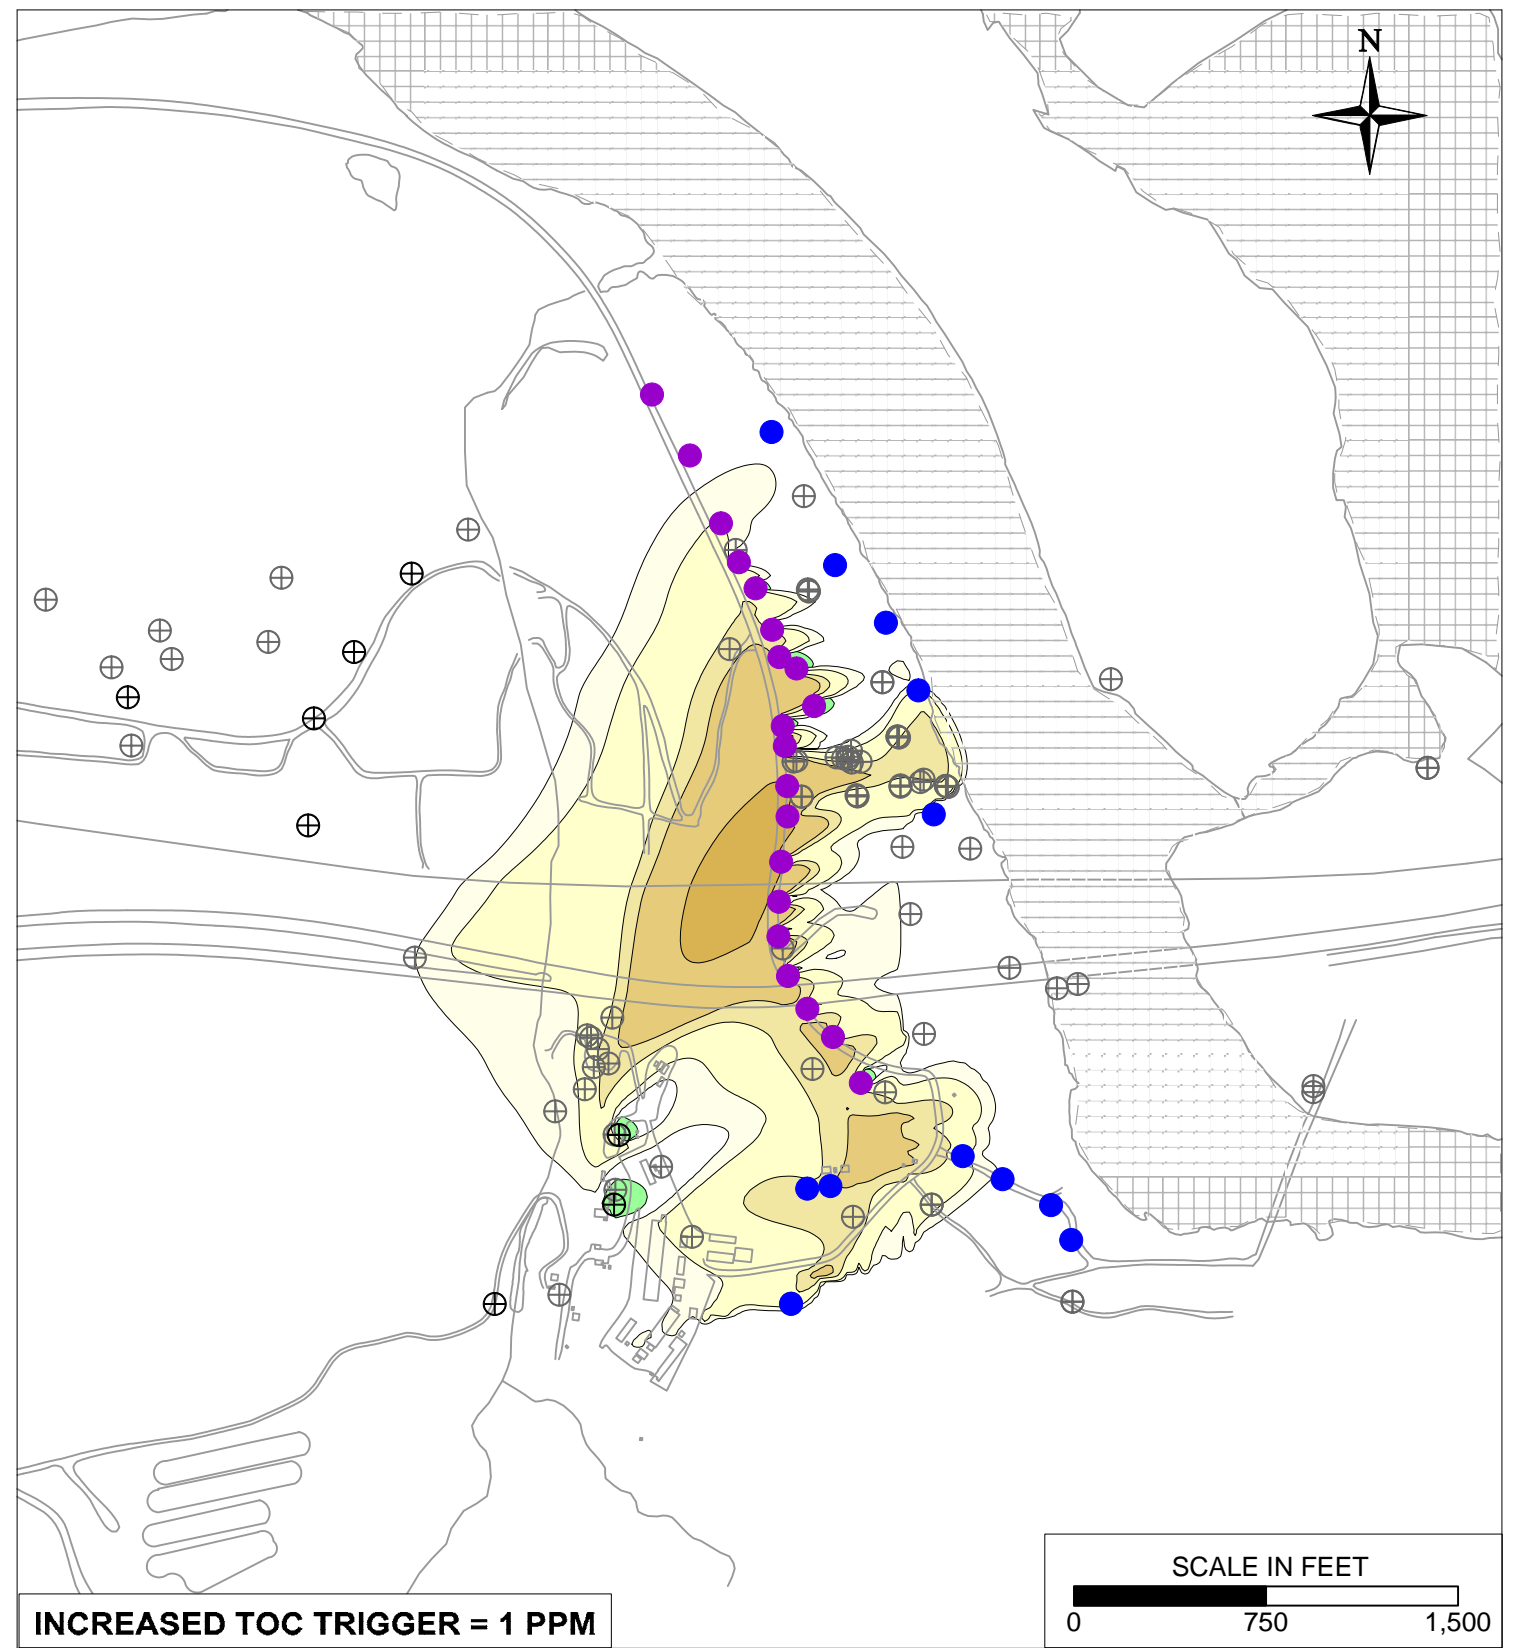 N
SCALE IN FEET
0 750 1,500
INCREASED TOC TRIGGER = 1 PPM